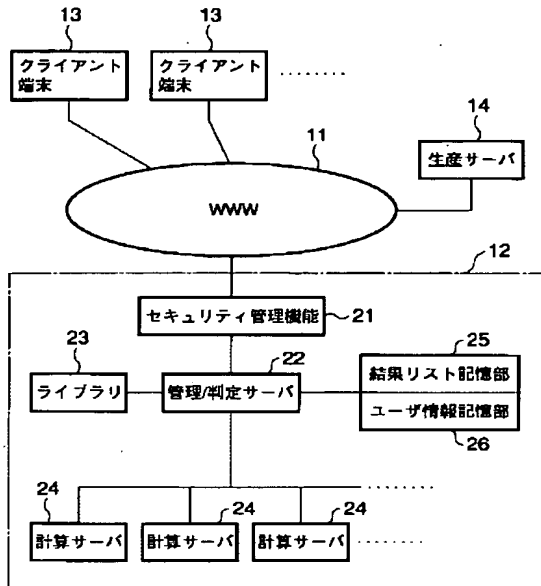 13
13
クライアント
端末
クライアント
端末
14
生産サーバ
11
WWW
12
セキュリティ管理機能
21
23
22
25
ライブラリ
管理/判定サーバ
結果リスト記憶部
ユーザ情報記憶部
26
24
24
24
計算サーバ
計算サーバ
計算サーバ